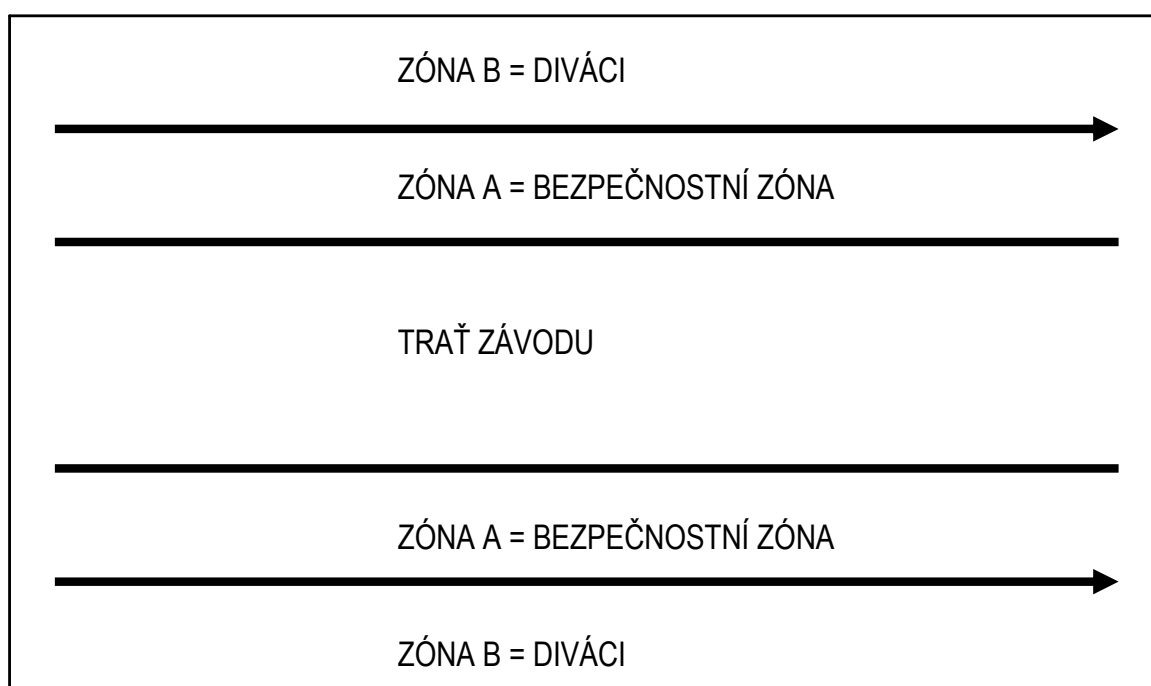 ZÓNA B = DIVÁCI
ZÓNA A = BEZPEČNOSTNÍ ZÓNA
TRAŤ ZÁVODU
ZÓNA A = BEZPEČNOSTNÍ ZÓNA
ZÓNA B = DIVÁCI